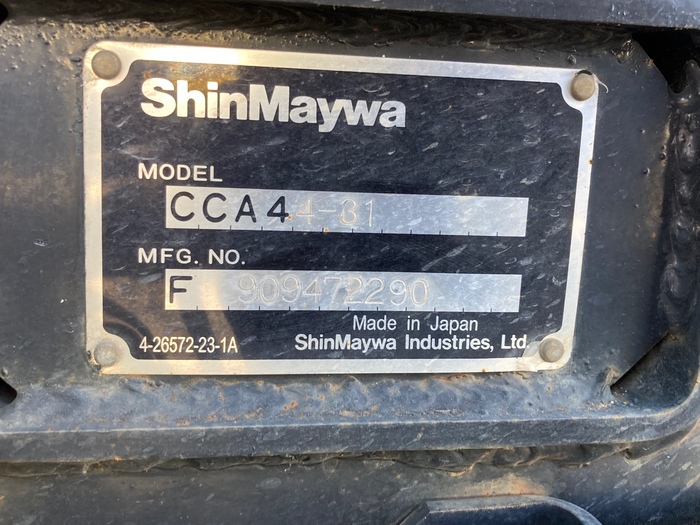 ShinMaywa
MODEL
CCA44-31
MFG. NO.
F 909472290
Made in Japan
4-26572-23-1A ShinMaywa Industries, Ltd.